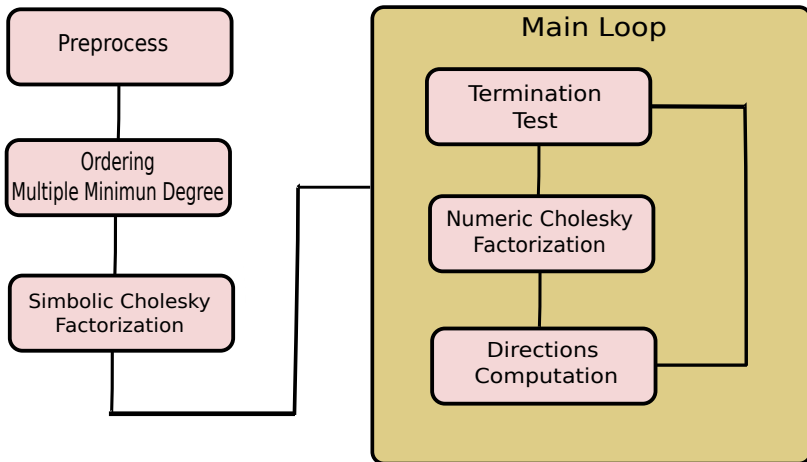 Preprocess
Ordering
Multiple Minimun Degree
Simbolic Cholesky
Factorization
Main Loop
Termination
Test
Numeric Cholesky
Factorization
Directions
Computation